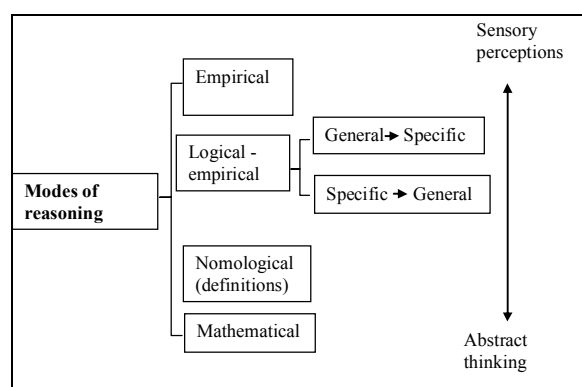 Sensory
perceptions
Empirical
General → Specific
Logical -
empirical
Specific → General
Modes of
reasoning
Nomological
(definitions)
Mathematical
Abstract
thinking